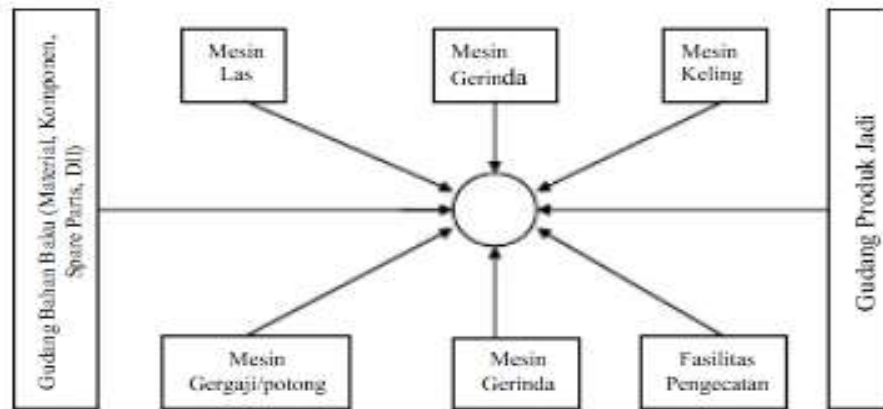 Gudang Bahan Baku (Material, Komponen,
Spare Parts, Dll)
Mesin
Las
Mesin
Gerinda
Mesin
Keling
Mesin
Gergaji/potong
Mesin
Gerinda
Fasilitas
Pengecatan
Gudang Produk Jadi